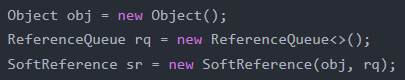 Object obj = new Object();
ReferenceQueue rq = new ReferenceQueue<>();
SoftReference sr = new SoftReference(obj, rq);